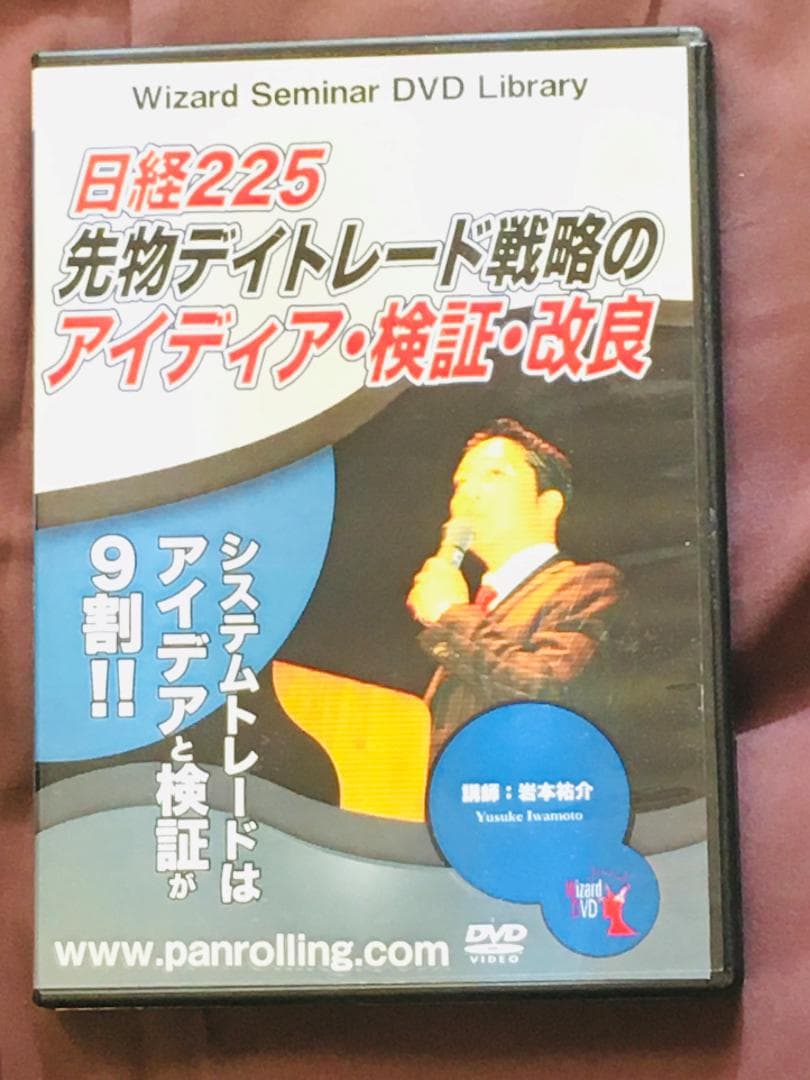 Wizard Seminar DVD Library
日経225
先物デイトレード戦略の
アイディア・検証・改良
システムトレードは
アイデアと検証が
9割!!
講師：岩本祐介
Yusuke Iwamoto
Wizard
DVD
www.panrolling.com
DVD
VIDEO